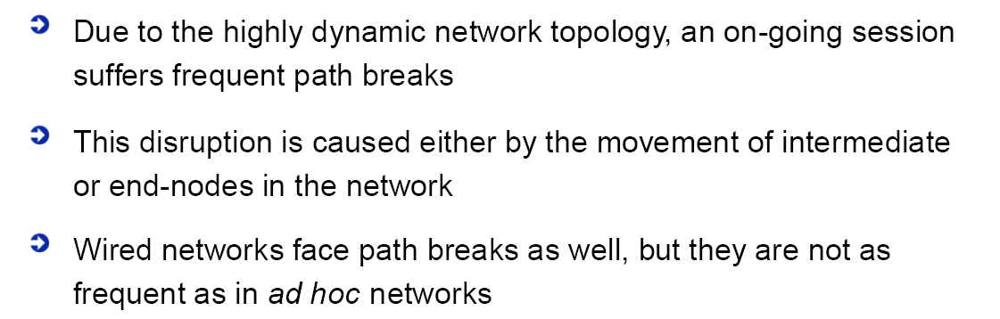 Due to the highly dynamic network topology, an on-going session
suffers frequent path breaks
This disruption is caused either by the movement of intermediate
or end-nodes in the network
Wired networks face path breaks as well, but they are not as
frequent as in ad hoc networks